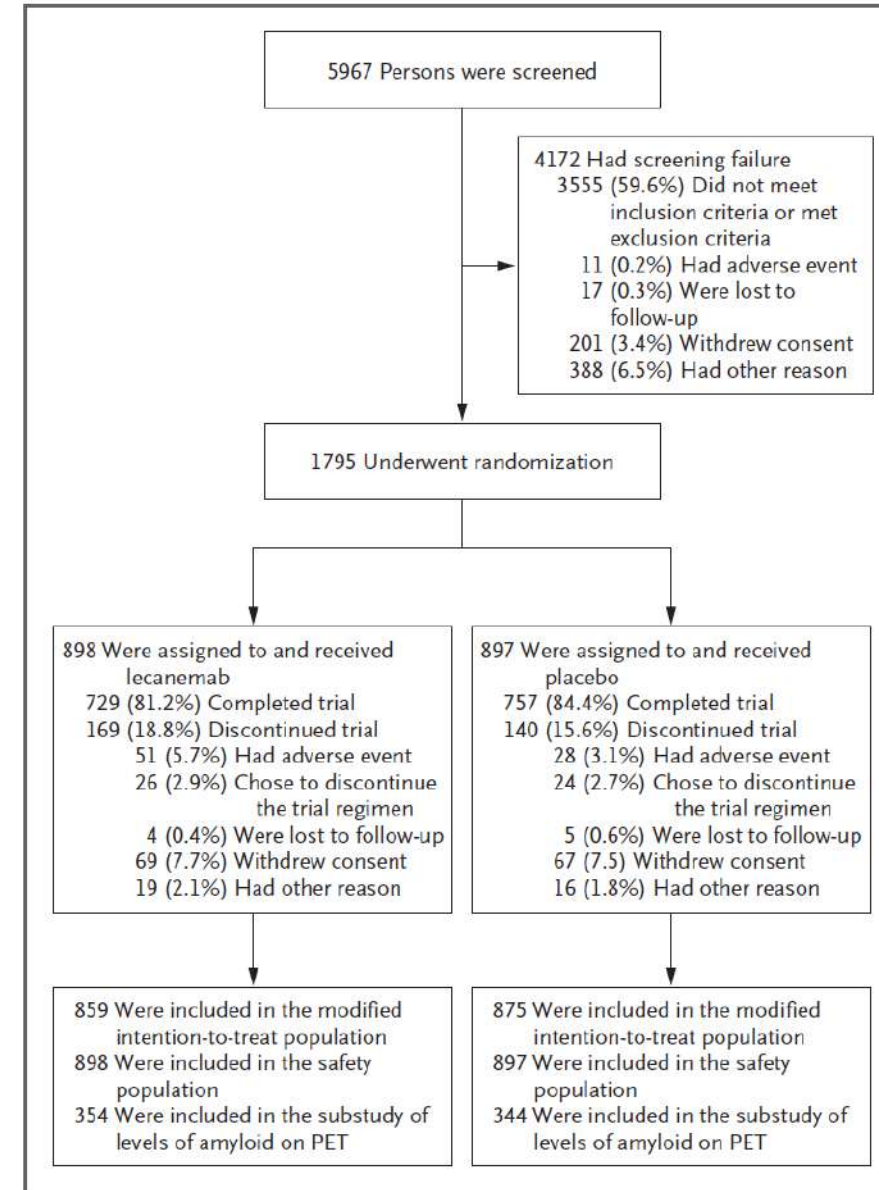 5967 Persons were screened
4172 Had screening failure
3555 (59.6%) Did not meet
inclusion criteria or met
exclusion criteria
11 (0.2%) Had adverse event
17 (0.3%) Were lost to
follow-up
201 (3.4%) Withdrew consent
388 (6.5%) Had other reason
1795 Underwent randomization
898 Were assigned to and received
lecanemab
729 (81.2%) Completed trial
169 (18.8%) Discontinued trial
51 (5.7%) Had adverse event
26 (2.9%) Chose to discontinue
the trial regimen
4 (0.4%) Were lost to follow-up
69 (7.7%) Withdrew consent
19 (2.1%) Had other reason
897 Were assigned to and received
placebo
757 (84.4%) Completed trial
140 (15.6%) Discontinued trial
28 (3.1%) Had adverse event
24 (2.7%) Chose to discontinue
the trial regimen
5 (0.6%) Were lost to follow-up
67 (7.5) Withdrew consent
16 (1.8%) Had other reason
859 Were included in the modified
intention-to-treat population
898 Were included in the safety
population
354 Were included in the substudy of
levels of amyloid on PET
875 Were included in the modified
intention-to-treat population
897 Were included in the safety
population
344 Were included in the substudy of
levels of amyloid on PET